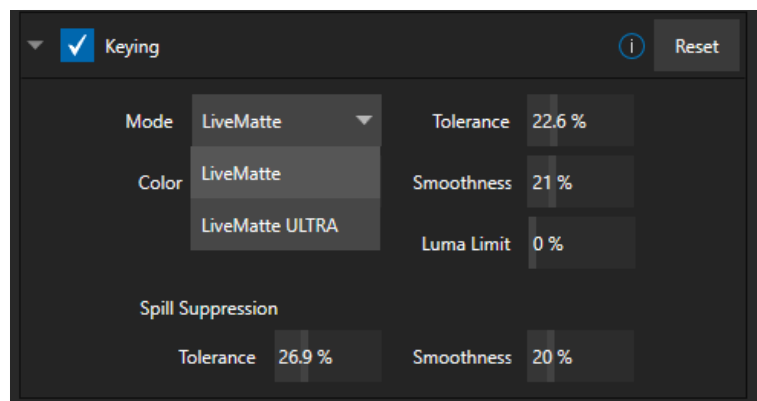 Keying Reset
Mode LiveMatte Tolerance 22.6 %
Color LiveMatte Smoothness 21 %
LiveMatte ULTRA
Luma Limit 0 %
Spill Suppression
Tolerance 26.9 % Smoothness 20 %